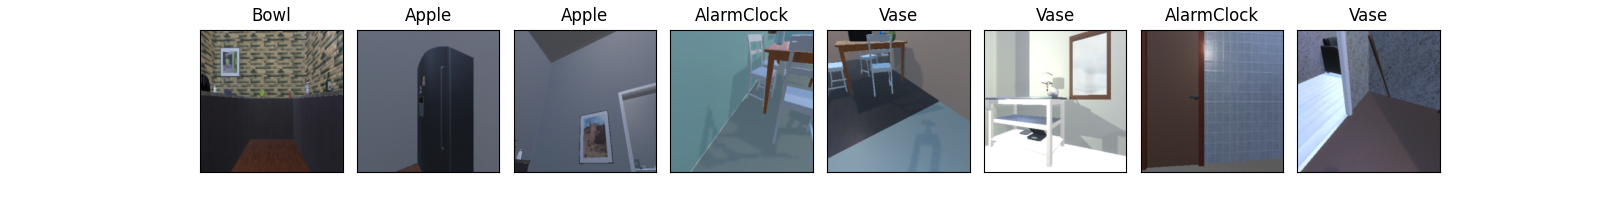 Bowl
Apple
Apple
AlarmClock
Vase
Vase
AlarmClock
Vase